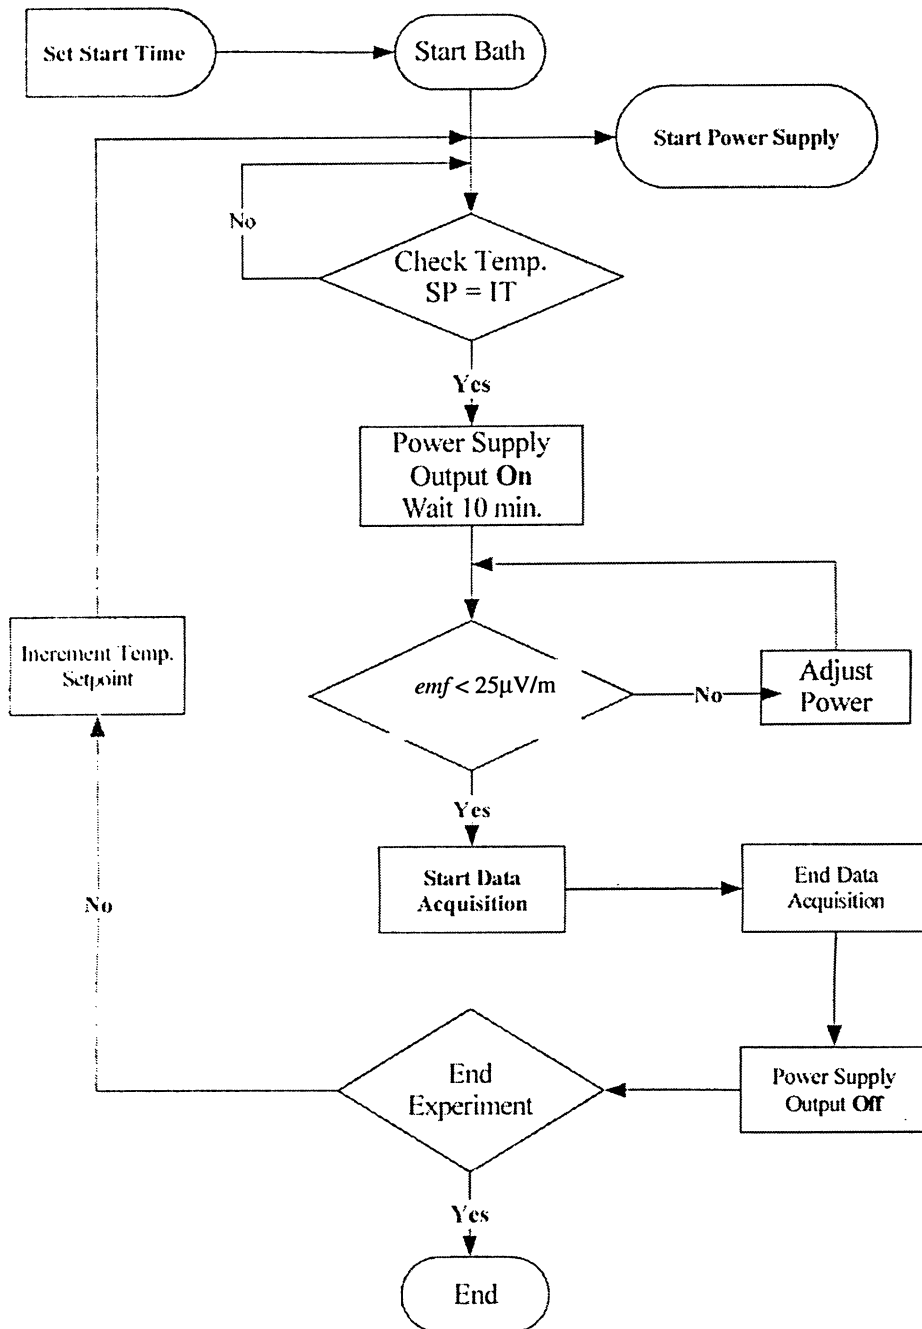 Set Start Time
Start Bath
Start Power Supply
No
Check Temp.
SP = IT
Yes
Power Supply
Output On
Wait 10 min.
Increment Temp.
Setpoint
emf < 25µV/m
No
Adjust
Power
Yes
Start Data
Acquisition
End Data
Acquisition
No
End
Experiment
Power Supply
Output Off
Yes
End